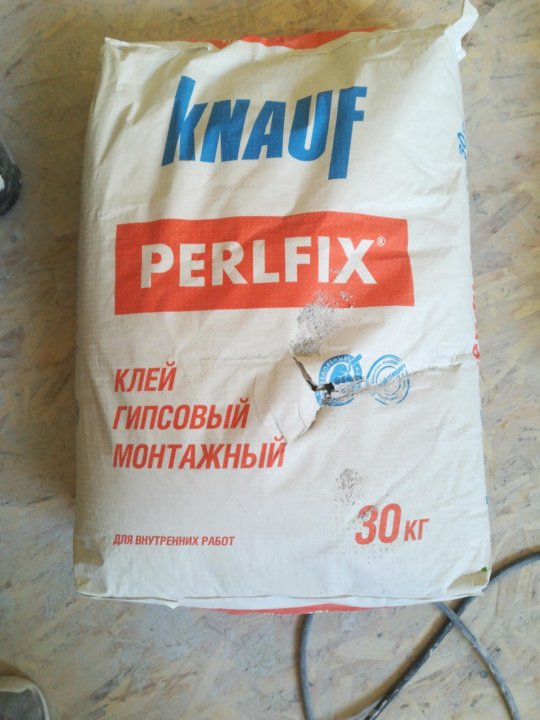 KNAUF
PERLFIX®
КЛЕЙ
ГИПСОВЫЙ
МОНТАЖНЫЙ
ДЛЯ ВНУТРЕННИХ РАБОТ
30 КГ